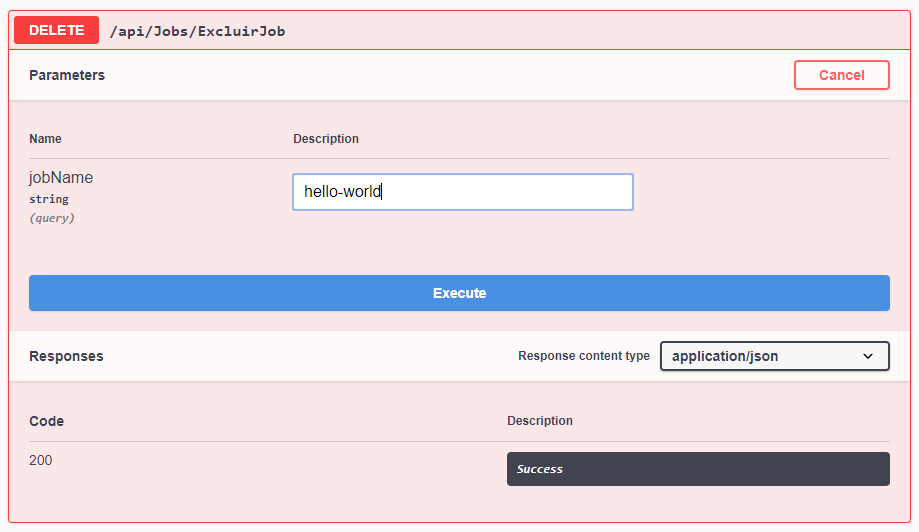 DELETE /api/Jobs/ExcluirJob
Parameters Cancel
Name Description
jobName hello-world
string
(query)
Execute
Responses Response content type application/json
Code Description
200 Success